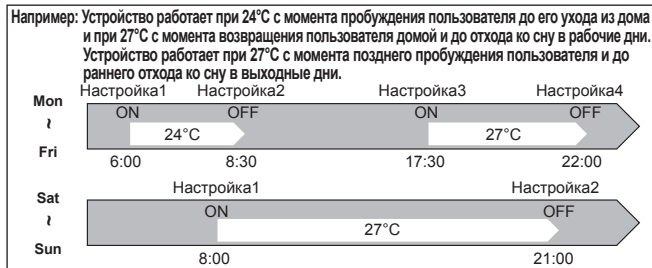 Например: Устройство работает при 24°C с момента пробуждения пользователя до его ухода из дома
и при 27°C с момента возвращения пользователя домой и до отхода ко сну в рабочие дни.
Устройство работает при 27°C с момента позднего пробуждения пользователя и до
раннего отхода ко сну в выходные дни.
Настройка1 Настройка2 Настройка3 Настройка4
Mon ~ Fri
ON OFF ON OFF
24°C 27°C
6:00 8:30 17:30 22:00
Настройка1 Настройка2
Sat ~ Sun
ON OFF
27°C
8:00 21:00